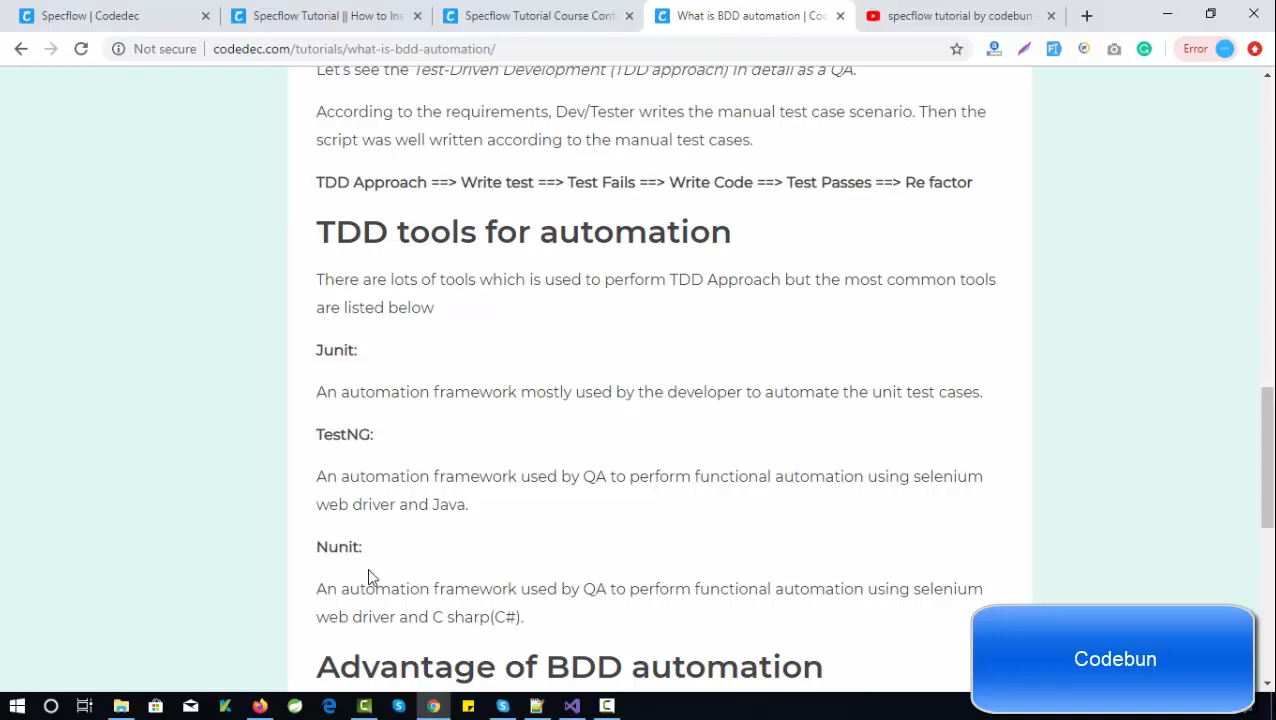 Specflow | Codedec
Specflow Tutorial || How to Ins
Specflow Tutorial Course Cont
What is BDD automation | Co
specflow tutorial by codebun
Not secure
codedec.com/tutorials/what-is-bdd-automation/
Error
Let's see the Test-Driven Development (TDD approach) in detail as a QA.
According to the requirements, Dev/Tester writes the manual test case scenario. Then the
script was well written according to the manual test cases.
TDD Approach ==> Write test ==> Test Fails ==> Write Code ==> Test Passes ==> Re factor
TDD tools for automation
There are lots of tools which is used to perform TDD Approach but the most common tools
are listed below
Junit:
An automation framework mostly used by the developer to automate the unit test cases.
TestNG:
An automation framework used by QA to perform functional automation using selenium
web driver and Java.
Nunit:
An automation framework used by QA to perform functional automation using selenium
web driver and C sharp(C#).
Advantage of BDD automation
Codebun